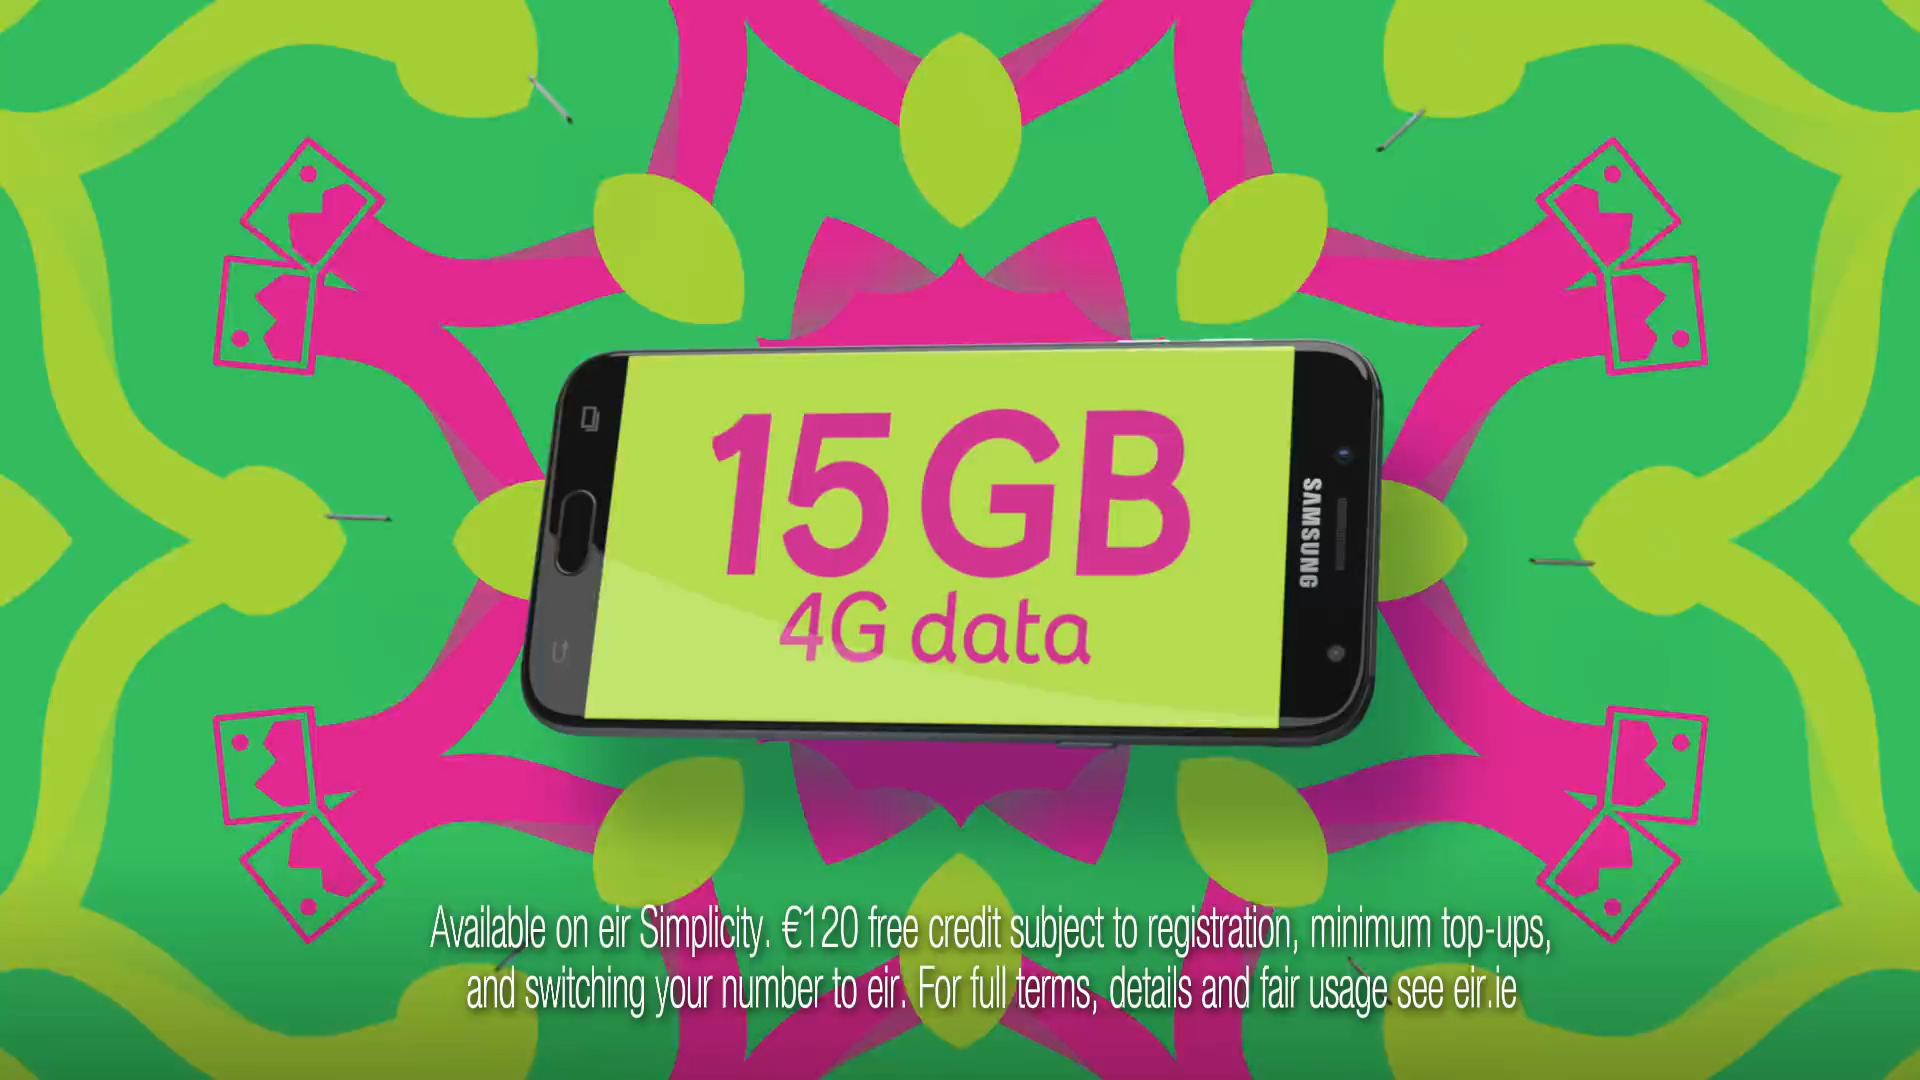 15GB
4G data
SAMSUNG
Available on eir Simplicity. €120 free credit subject to registration, minimum top-ups,
and switching your number to eir. For full terms, details and fair usage see eir.ie